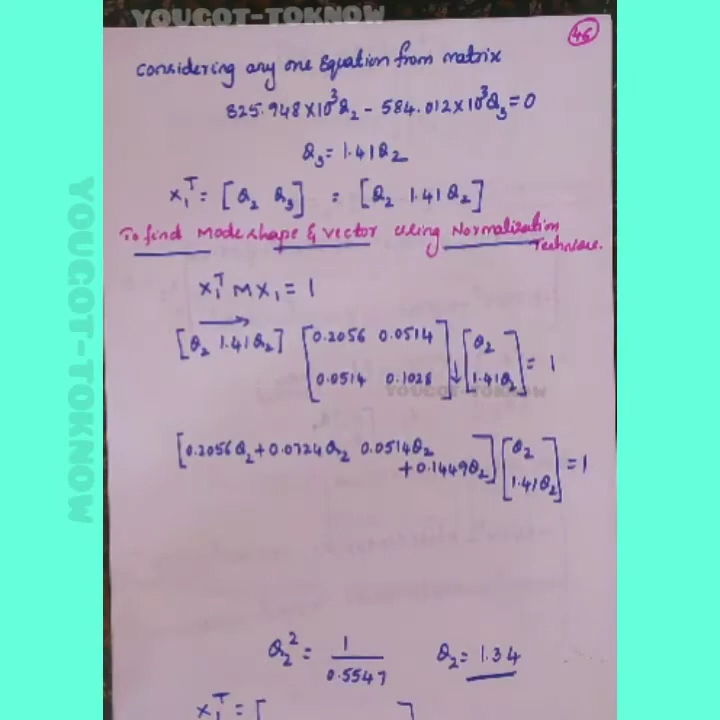 YOUCOT-TOKNOW
46
Considering any one Equation from matrix
825.948×10³Q₂ - 584.012×10³Q₃ = 0
Q₃ = 1.41Q₂
x₁ᵀ = [Q₂ Q₃] = [Q₂ 1.41Q₂]
To find Mode shape & vector using Normalization
Technique.
x₁ᵀ M x₁ = 1
[Q₂ 1.41Q₂] [0.2056 0.0514] ↓ [Q₂] = 1
[0.0514 0.1028] [1.41Q₂]
YOUCOT-TOKNOW
[0.2056Q₂ + 0.0724Q₂ 0.0514Q₂ [Q₂
+ 0.1449Q₂] 1.41Q₂] = 1
Q₂² = 1 Q₂ = 1.34
0.5547
x₁ᵀ = [ ]
YOUCOT-TOKNOW